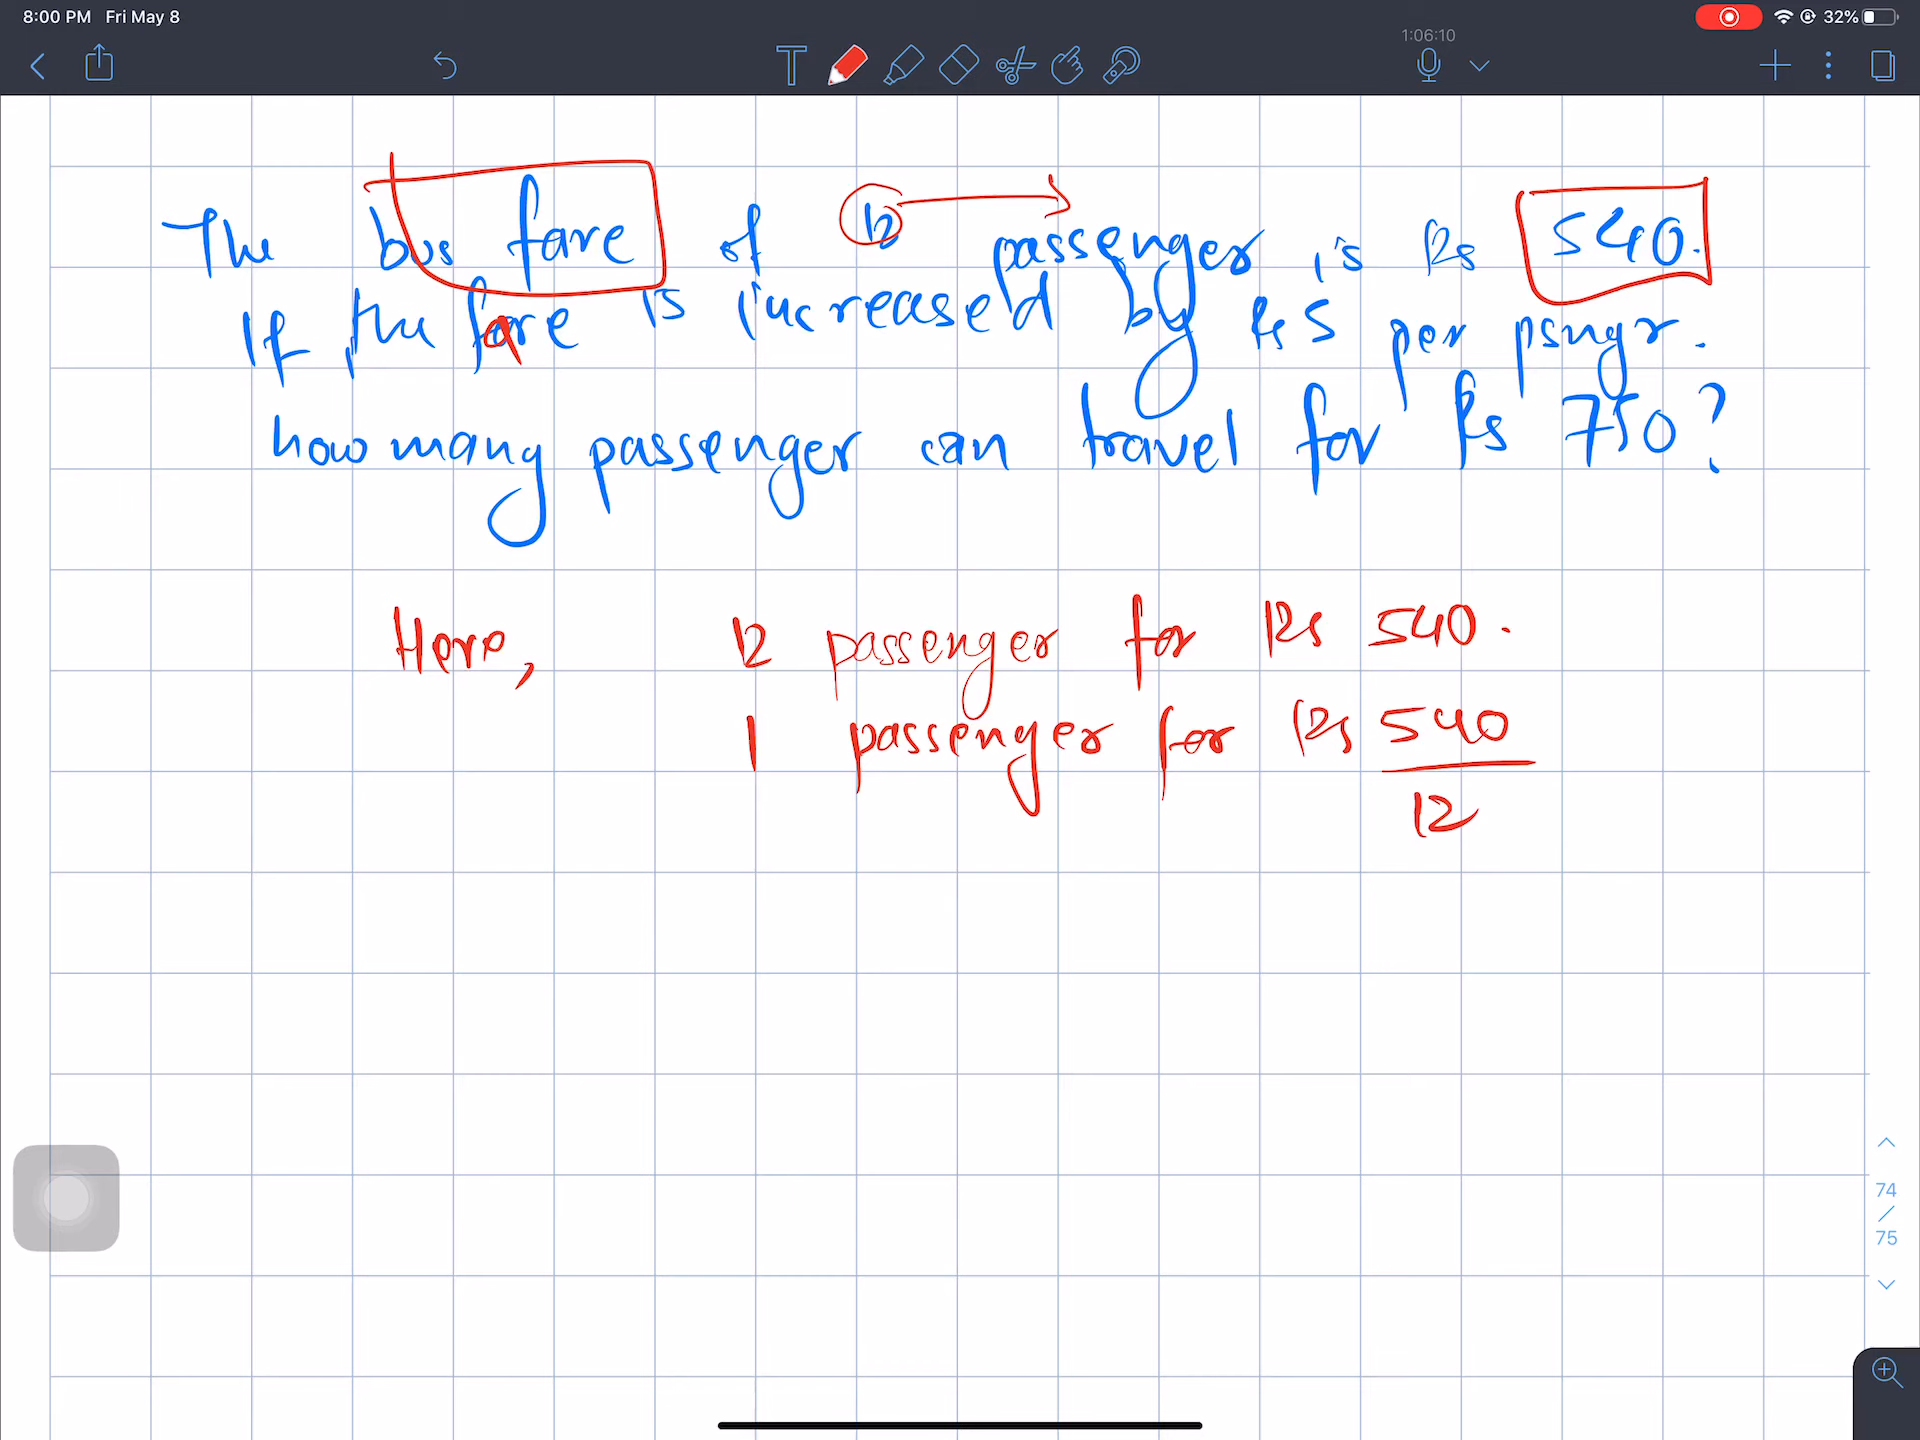 8:00 PM Fri May 8
32%
1:06:10
The bus fare of 12 passenger is Rs 540.
If the fare is increased by Rs 5 per psngr.
how many passenger can travel for Rs 750?
Here, 12 passenger for Rs 540.
1 passenger for Rs 540
12
74
/
75